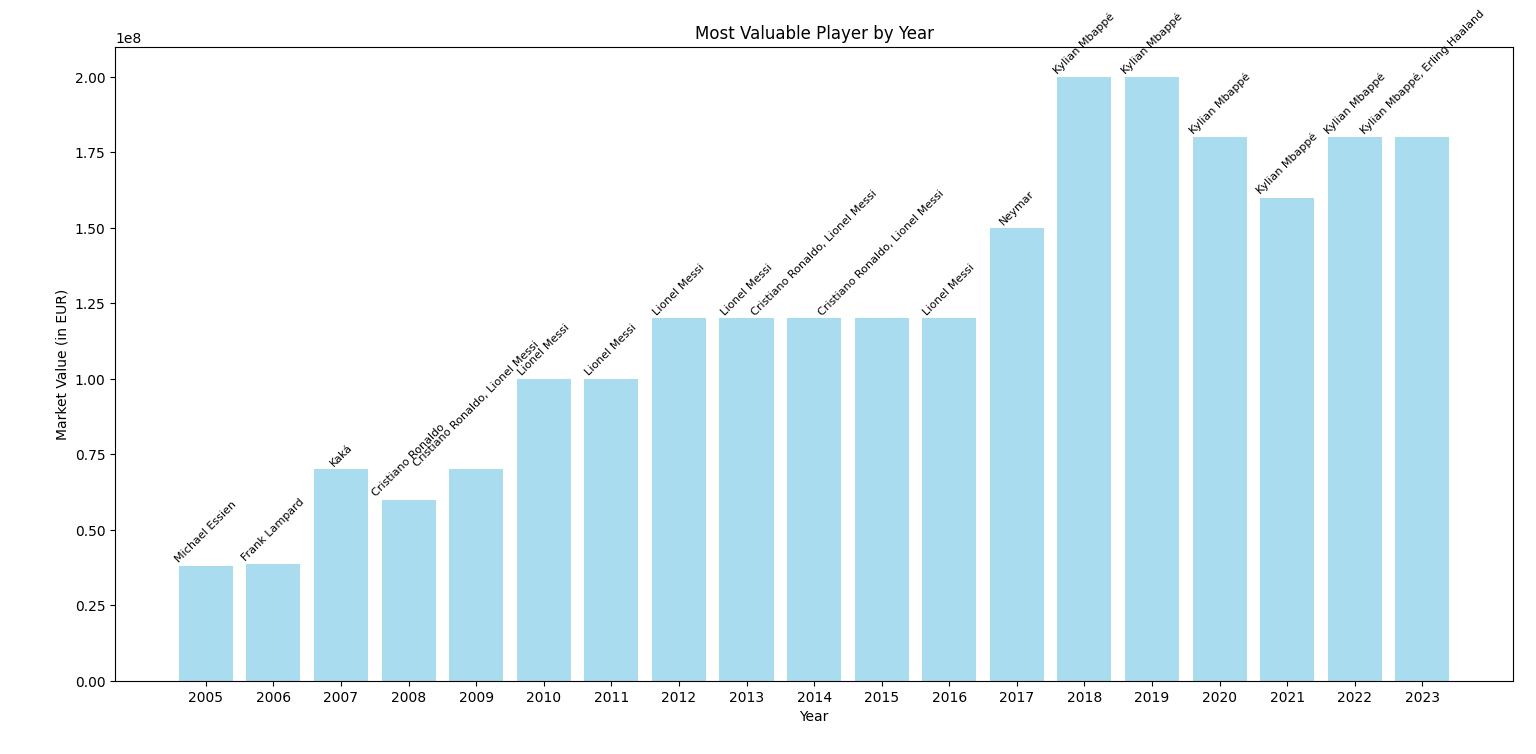 Most Valuable Player by Year
1e8
Market Value (in EUR)
2.00
1.75
1.50
1.25
1.00
0.75
0.50
0.25
0.00
Michael Essien
Frank Lampard
Kaká
Cristiano Ronaldo
Cristiano Ronaldo, Lionel Messi
Lionel Messi
Lionel Messi
Lionel Messi
Lionel Messi
Cristiano Ronaldo, Lionel Messi
Cristiano Ronaldo, Lionel Messi
Lionel Messi
Neymar
Kylian Mbappé
Kylian Mbappé
Kylian Mbappé
Kylian Mbappé
Kylian Mbappé
Kylian Mbappé, Erling Haaland
2005 2006 2007 2008 2009 2010 2011 2012 2013 2014 2015 2016 2017 2018 2019 2020 2021 2022 2023
Year